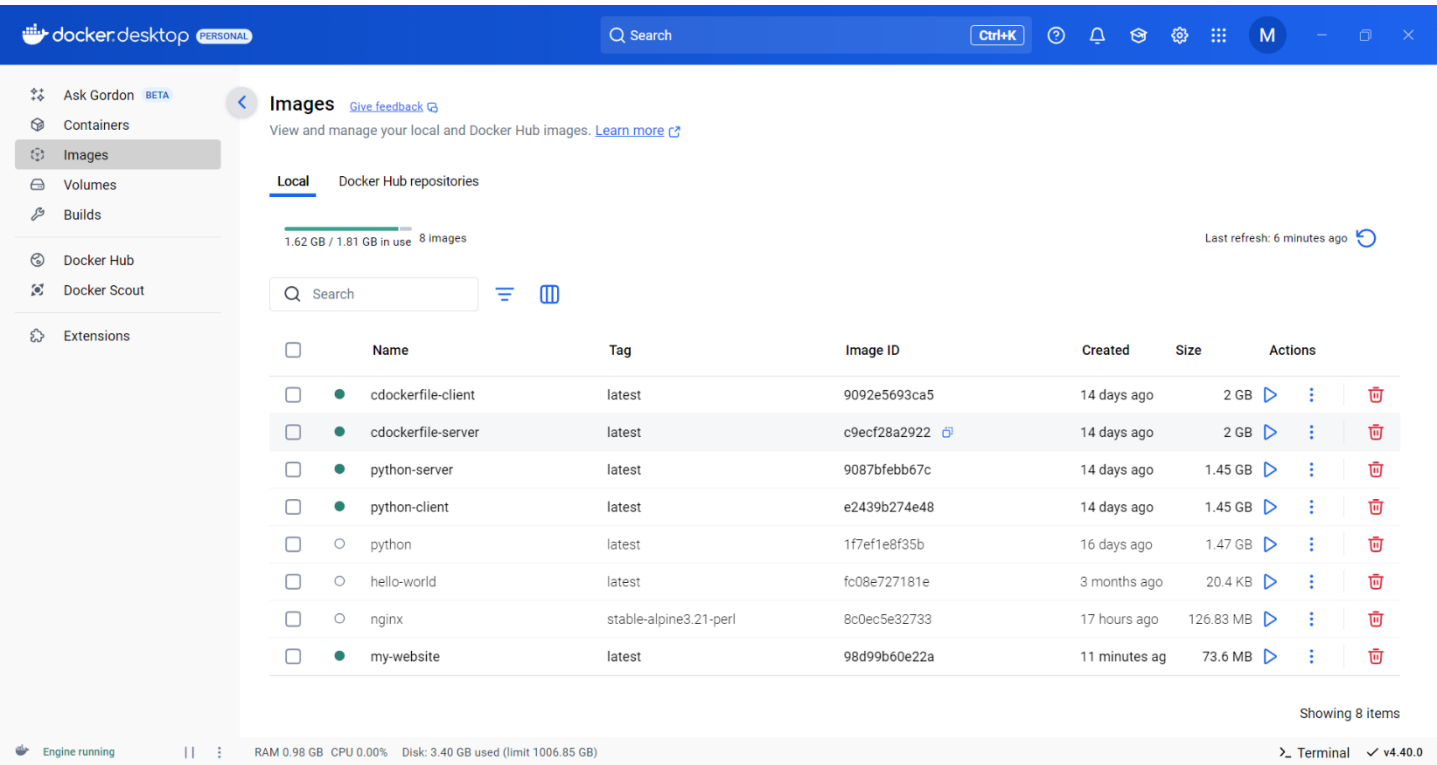 docker.desktop PERSONAL
Search Ctrl+K
M
Ask Gordon BETA
Containers
Images
Volumes
Builds
Docker Hub
Docker Scout
Extensions
Images Give feedback
View and manage your local and Docker Hub images. Learn more
Local Docker Hub repositories
1.62 GB / 1.81 GB in use 8 images
Last refresh: 6 minutes ago
Search
Name Tag Image ID Created Size Actions
cdockerfile-client latest 9092e5693ca5 14 days ago 2 GB
cdockerfile-server latest c9ecf28a2922 14 days ago 2 GB
python-server latest 9087bfebb67c 14 days ago 1.45 GB
python-client latest e2439b274e48 14 days ago 1.45 GB
python latest 1f7ef1e8f35b 16 days ago 1.47 GB
hello-world latest fc08e727181e 3 months ago 20.4 KB
nginx stable-alpine3.21-perl 8c0ec5e32733 17 hours ago 126.83 MB
my-website latest 98d99b60e22a 11 minutes ag 73.6 MB
Showing 8 items
Engine running
RAM 0.98 GB CPU 0.00% Disk: 3.40 GB used (limit 1006.85 GB)
Terminal v4.40.0